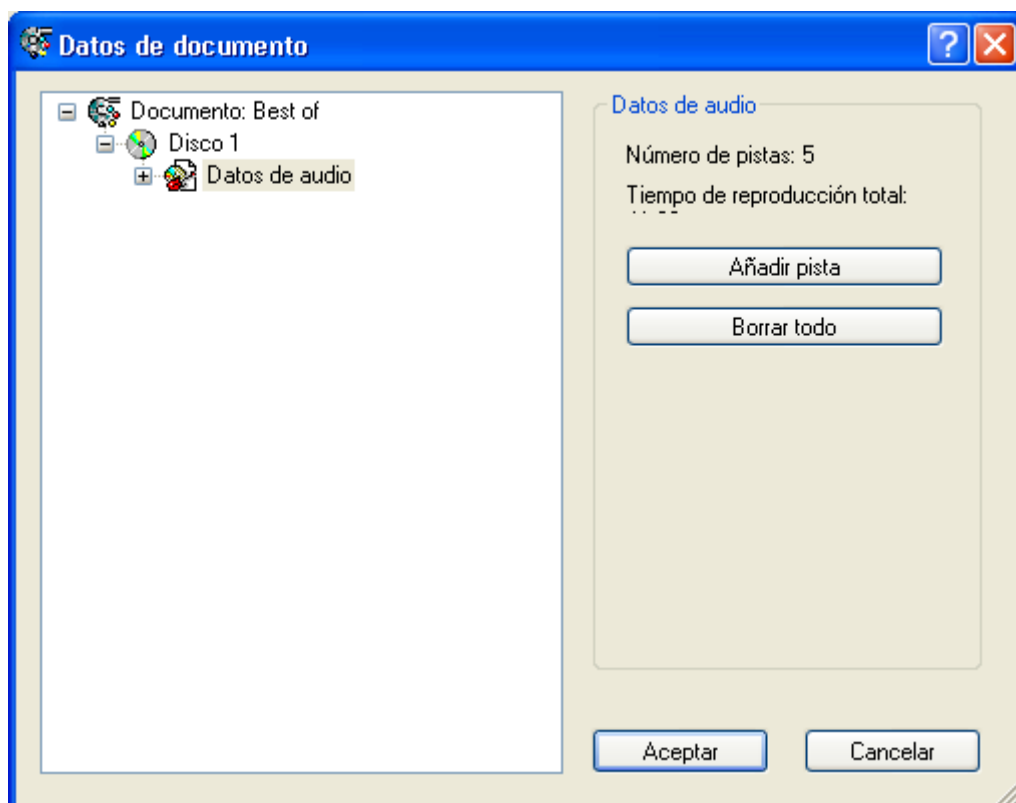 Datos de documento
Documento: Best of
Disco 1
Datos de audio
Datos de audio
Número de pistas: 5
Tiempo de reproducción total:
Añadir pista
Borrar todo
Aceptar
Cancelar